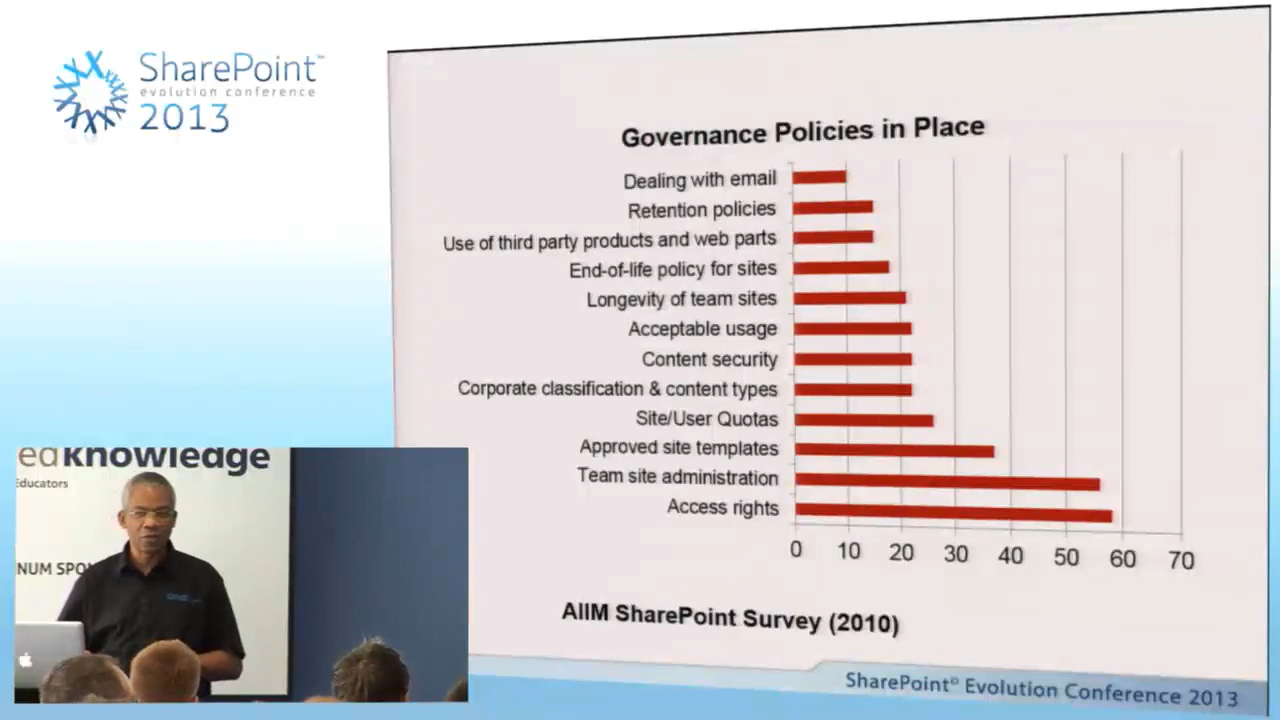 SharePoint™
evolution conference
2013
Governance Policies in Place
Dealing with email
Retention policies
Use of third party products and web parts
End-of-life policy for sites
Longevity of team sites
Acceptable usage
Content security
Corporate classification & content types
Site/User Quotas
Approved site templates
Team site administration
Access rights
0 10 20 30 40 50 60 70
AIIM SharePoint Survey (2010)
SharePoint® Evolution Conference 2013
edknowledge
Educators
NUM SPO